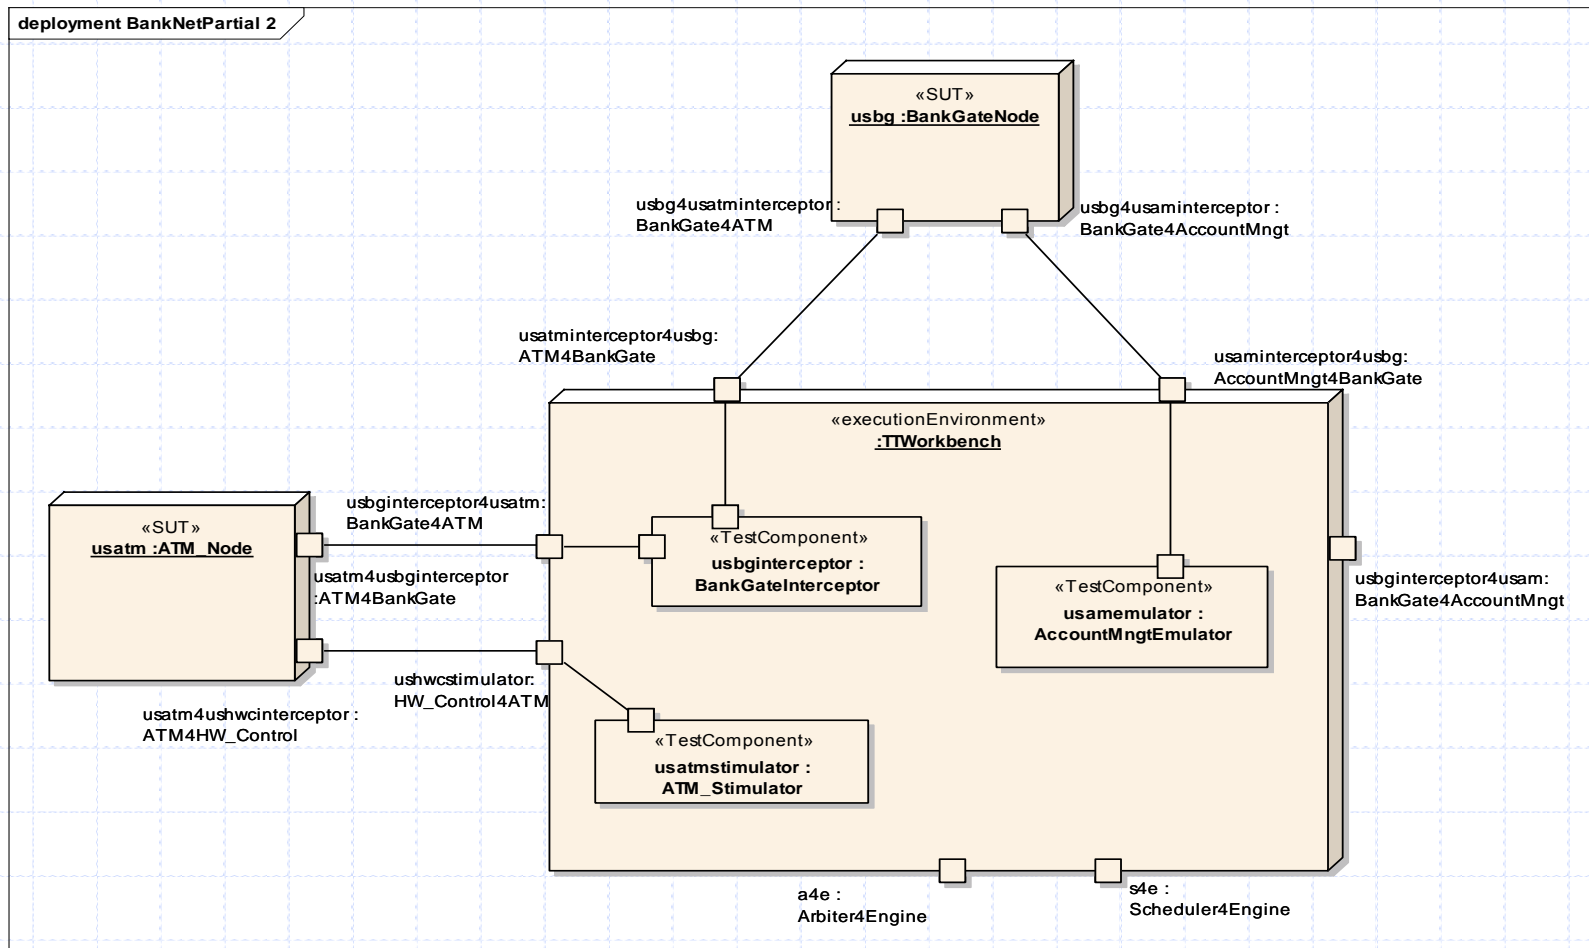 deployment BankNetPartial 2
«SUT»
usbg :BankGateNode
usbg4usatminterceptor :
BankGate4ATM
usbg4usaminterceptor :
BankGate4AccountMngt
usatminterceptor4usbg:
ATM4BankGate
usaminterceptor4usbg:
AccountMngt4BankGate
«executionEnvironment»
:TTWorkbench
usbginterceptor4usatm:
BankGate4ATM
«SUT»
usatm :ATM_Node
usatm4usbginterceptor
:ATM4BankGate
«TestComponent»
usbginterceptor :
BankGateInterceptor
«TestComponent»
usamemulator :
AccountMngtEmulator
usbginterceptor4usam:
BankGate4AccountMngt
ushwcstimulator:
HW_Control4ATM
usatm4ushwcinterceptor :
ATM4HW_Control
«TestComponent»
usatmstimulator :
ATM_Stimulator
a4e :
Arbiter4Engine
s4e :
Scheduler4Engine